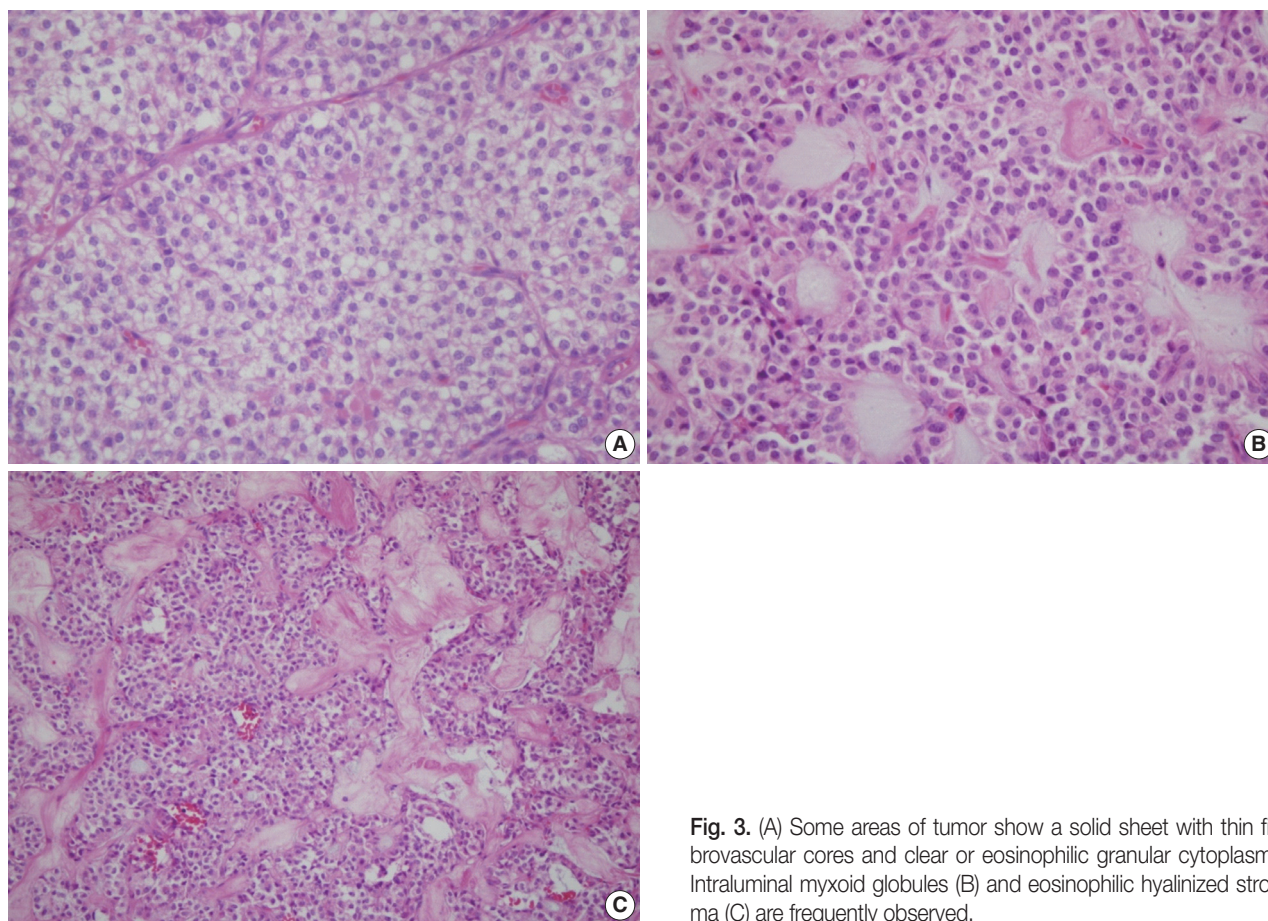 A
B
C
Fig. 3. (A) Some areas of tumor show a solid sheet with thin fi-
brovascular cores and clear or eosinophilic granular cytoplasm
Intraluminal myxoid globules (B) and eosinophilic hyalinized stro-
ma (C) are frequently observed.